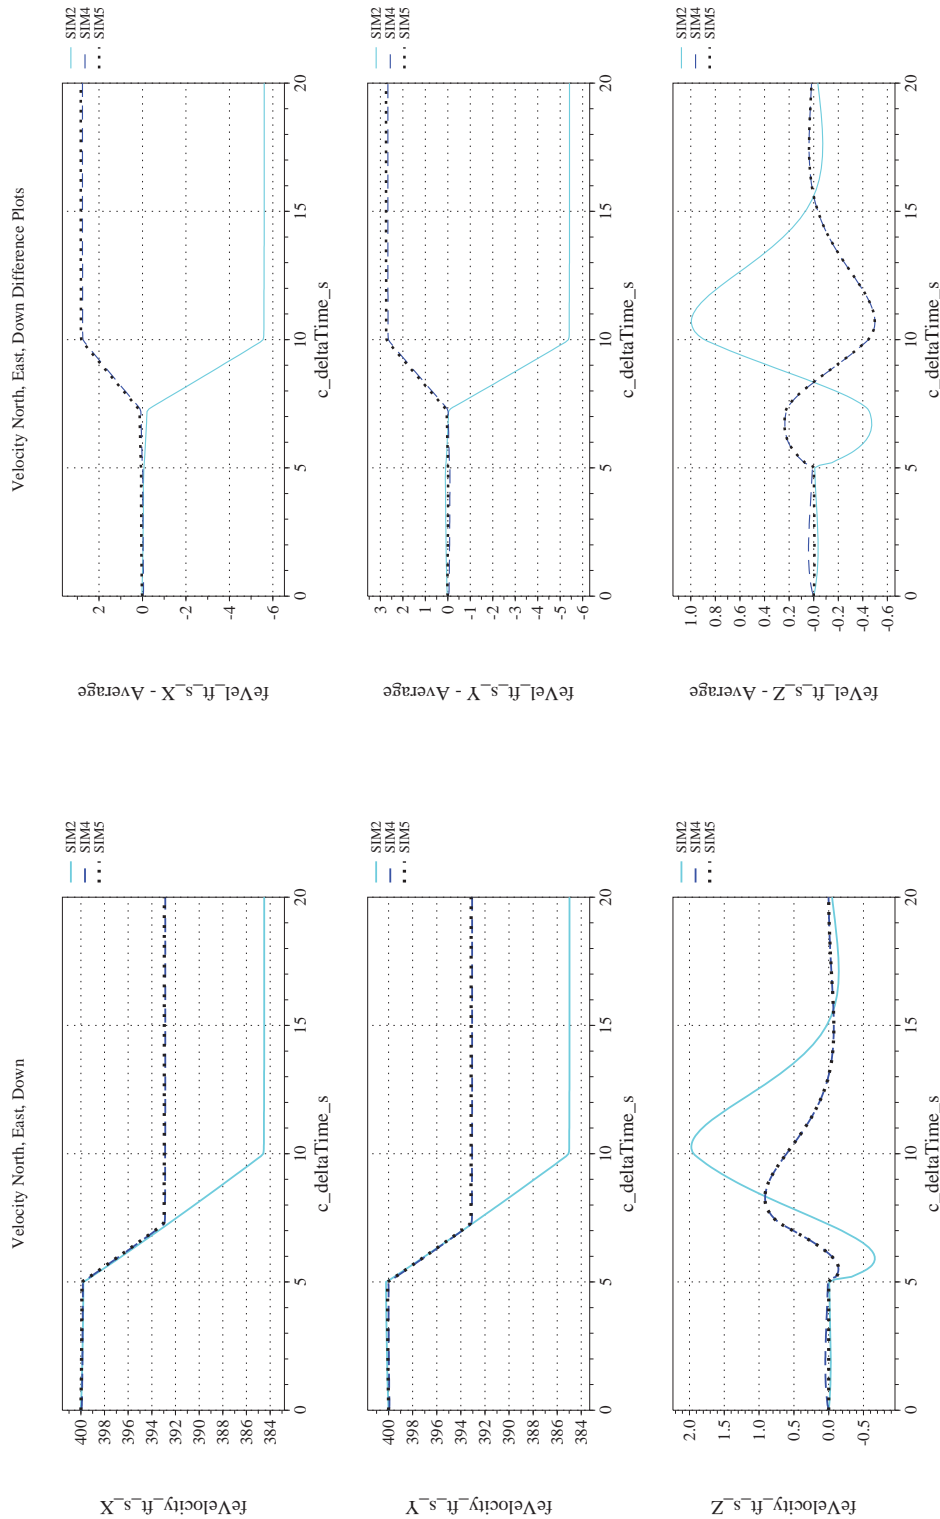 Velocity North, East, Down
SIM2
SIM4
SIM5
400
398
396
394
392
390
388
386
384
0
5
10
15
20
feVelocity_ft_s_X
c_deltaTime_s
SIM2
SIM4
SIM5
400
398
396
394
392
390
388
386
384
0
5
10
15
20
feVelocity_ft_s_Y
c_deltaTime_s
SIM2
SIM4
SIM5
2.0
1.5
1.0
0.5
0.0
-0.5
0
5
10
15
20
feVelocity_ft_s_Z
c_deltaTime_s
Velocity North, East, Down Difference Plots
SIM2
SIM4
SIM5
2
0
-2
-4
-6
0
5
10
15
20
feVel_ft_s_X - Average
c_deltaTime_s
SIM2
SIM4
SIM5
3
2
1
0
-1
-2
-3
-4
-5
-6
0
5
10
15
20
feVel_ft_s_Y - Average
c_deltaTime_s
SIM2
SIM4
SIM5
1.0
0.8
0.6
0.4
0.2
-0.0
-0.2
-0.4
-0.6
0
5
10
15
20
feVel_ft_s_Z - Average
c_deltaTime_s